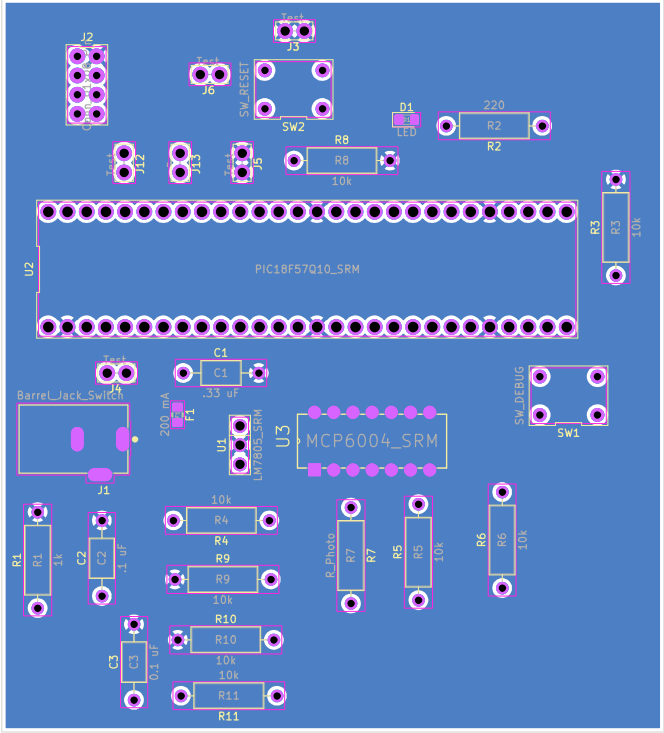 Test
J3
J2
Test
J6
SW_RESET
SW2
D1
LED
220
R2
R2
Test
J12
J13
Test
J5
R8
R8
10k
R3
R3
10k
U2
PIC18F57Q10_SRM
Test
J4
C1
C1
.33 uF
Barrel_Jack_Switch
J1
200 mA
F1
U1
LM7805_SRM
U3
MCP6004_SRM
SW_DEBUG
SW1
R1
R1
1k
C2
C2
.1 uF
10k
R4
R4
R9
R9
10k
R_Photo
R7
R7
R5
R5
10k
R6
R6
10k
C3
C3
0.1 uF
R10
R10
10k
10k
R11
R11